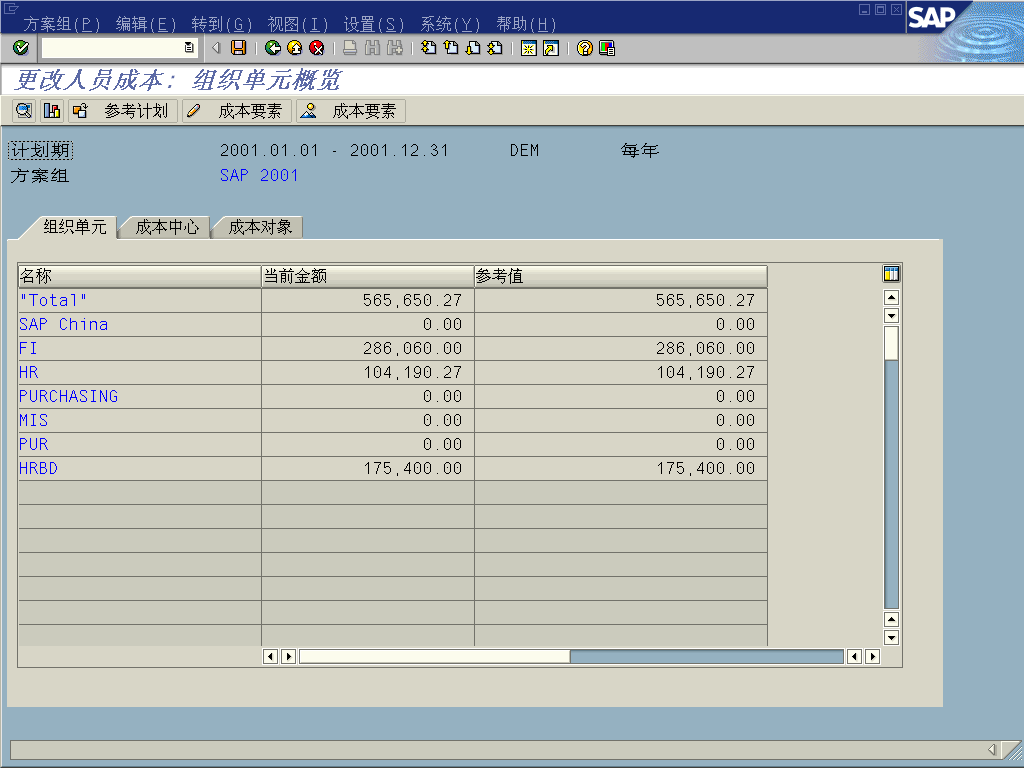 方案组(P) 编辑(E) 转到(G) 视图(I) 设置(S) 系统(Y) 帮助(H)
SAP
更改人员成本: 组织单元概览
参考计划 成本要素 成本要素
计划期 2001.01.01 - 2001.12.31 DEM 每年
方案组 SAP 2001
组织单元 成本中心 成本对象
名称 当前金额 参考值
"Total" 565,650.27 565,650.27
SAP China 0.00 0.00
FI 286,060.00 286,060.00
HR 104,190.27 104,190.27
PURCHASING 0.00 0.00
MIS 0.00 0.00
PUR 0.00 0.00
HRBD 175,400.00 175,400.00